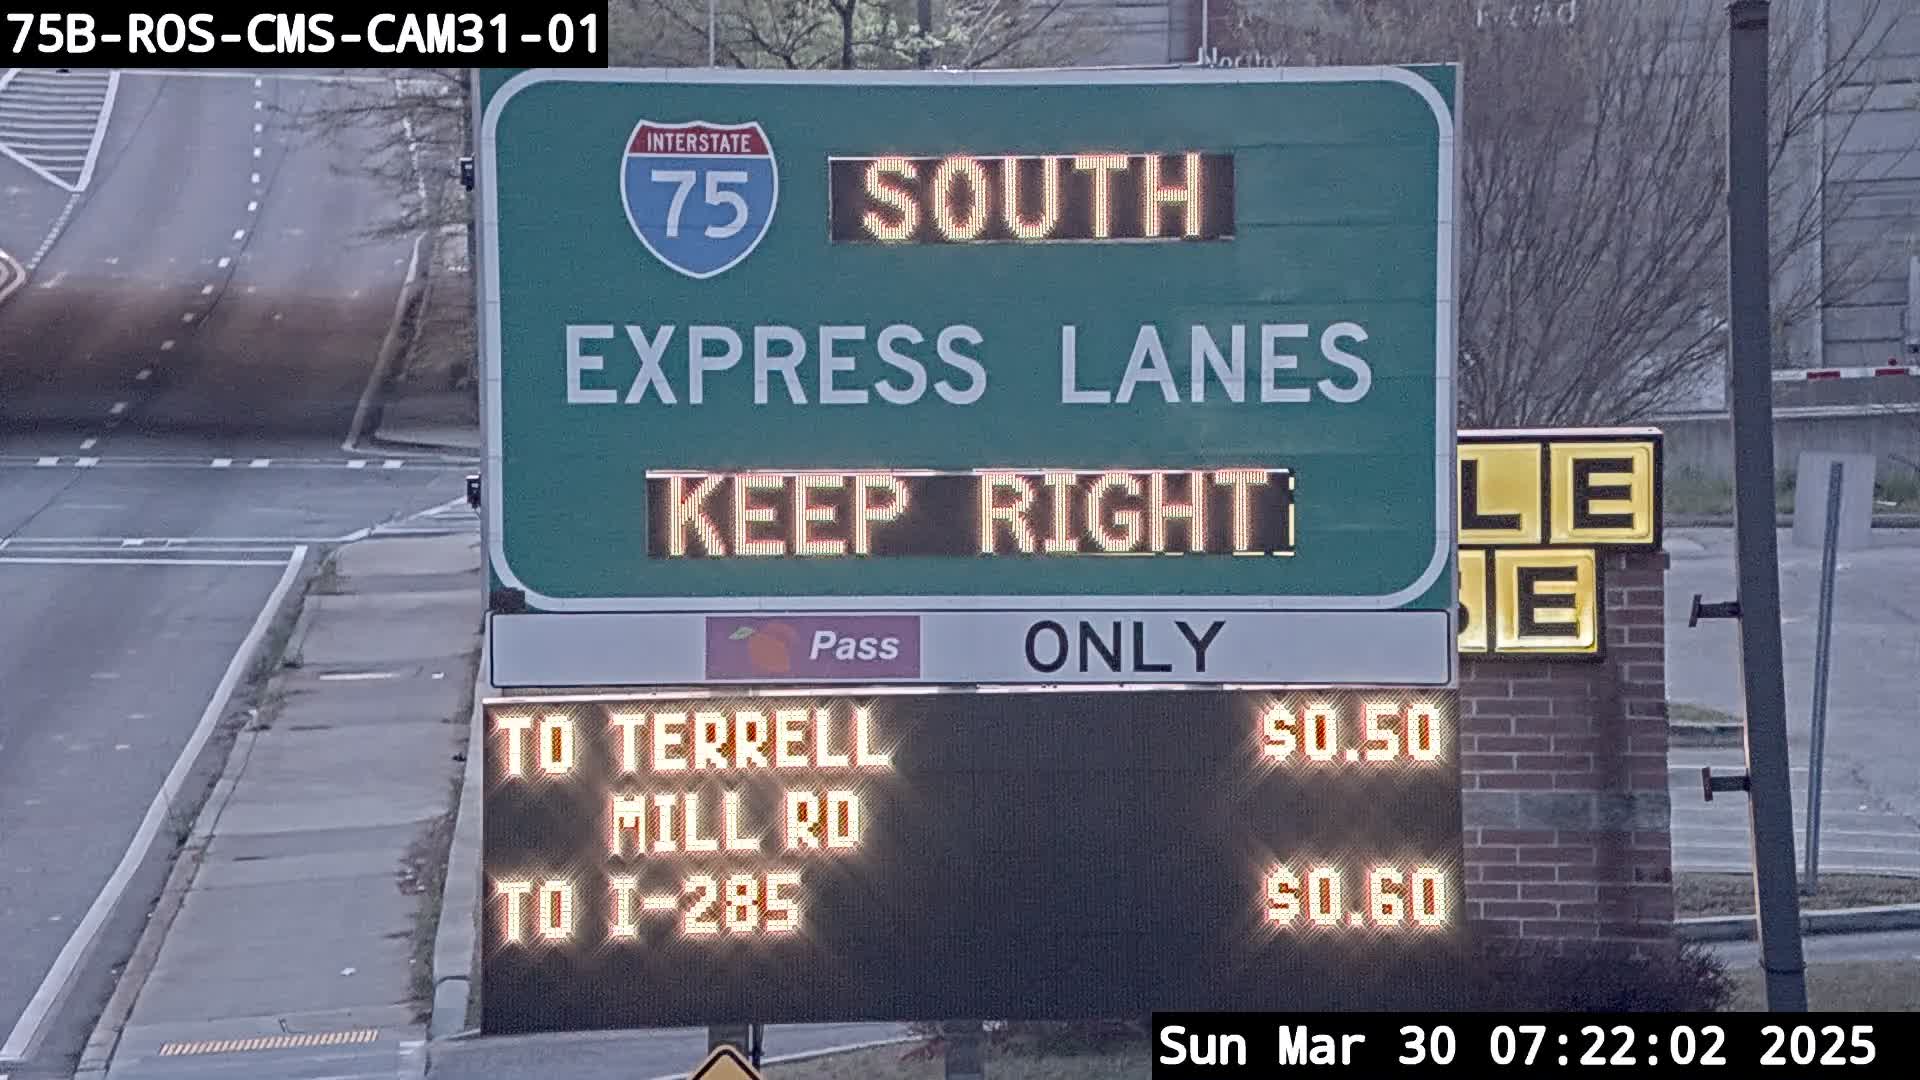 75B-ROS-CMS-CAM31-01
INTERSTATE
75
SOUTH
EXPRESS LANES
KEEP RIGHT
Pass ONLY
TO TERRELL $0.50
MILL RD
TO I-285 $0.60
LE
E
Sun Mar 30 07:22:02 2025